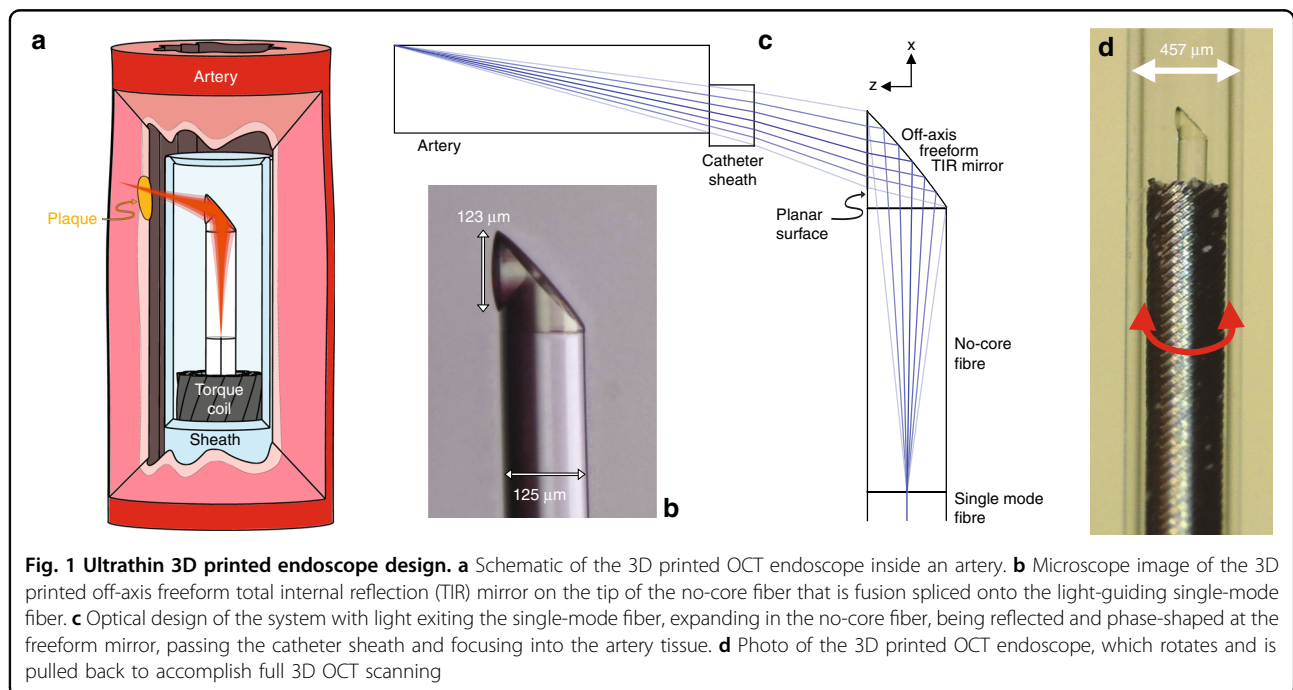 a
Artery
Plaque
Torque
coil
Sheath
b
123 µm
125 µm
c
x
z
Artery
Catheter
sheath
Off-axis
freeform
TIR mirror
Planar
surface
No-core
fibre
Single mode
fibre
d
457 µm
Fig. 1 Ultrathin 3D printed endoscope design. a Schematic of the 3D printed OCT endoscope inside an artery. b Microscope image of the 3D
printed off-axis freeform total internal reflection (TIR) mirror on the tip of the no-core fiber that is fusion spliced onto the light-guiding single-mode
fiber. c Optical design of the system with light exiting the single-mode fiber, expanding in the no-core fiber, being reflected and phase-shaped at the
freeform mirror, passing the catheter sheath and focusing into the artery tissue. d Photo of the 3D printed OCT endoscope, which rotates and is
pulled back to accomplish full 3D OCT scanning